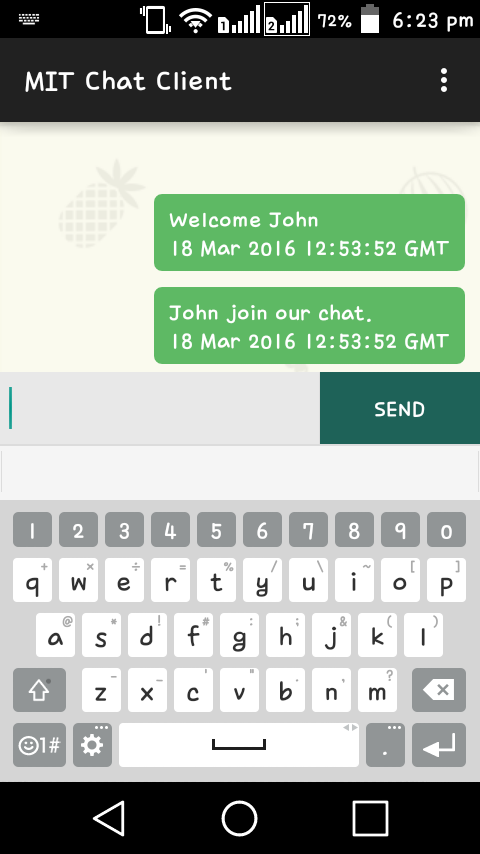 1 2 72% 6:23 pm
MIT Chat Client
Welcome John
18 Mar 2016 12:53:52 GMT
John join our chat.
18 Mar 2016 12:53:52 GMT
SEND
1 2 3 4 5 6 7 8 9 0
+ × ÷ = % / \ ~ [ ]
q w e r t y u i o p
@ * ! # : ; & ( )
a s d f g h j k l
- _ ' " . , ?
z x c v b n m
☺1# .